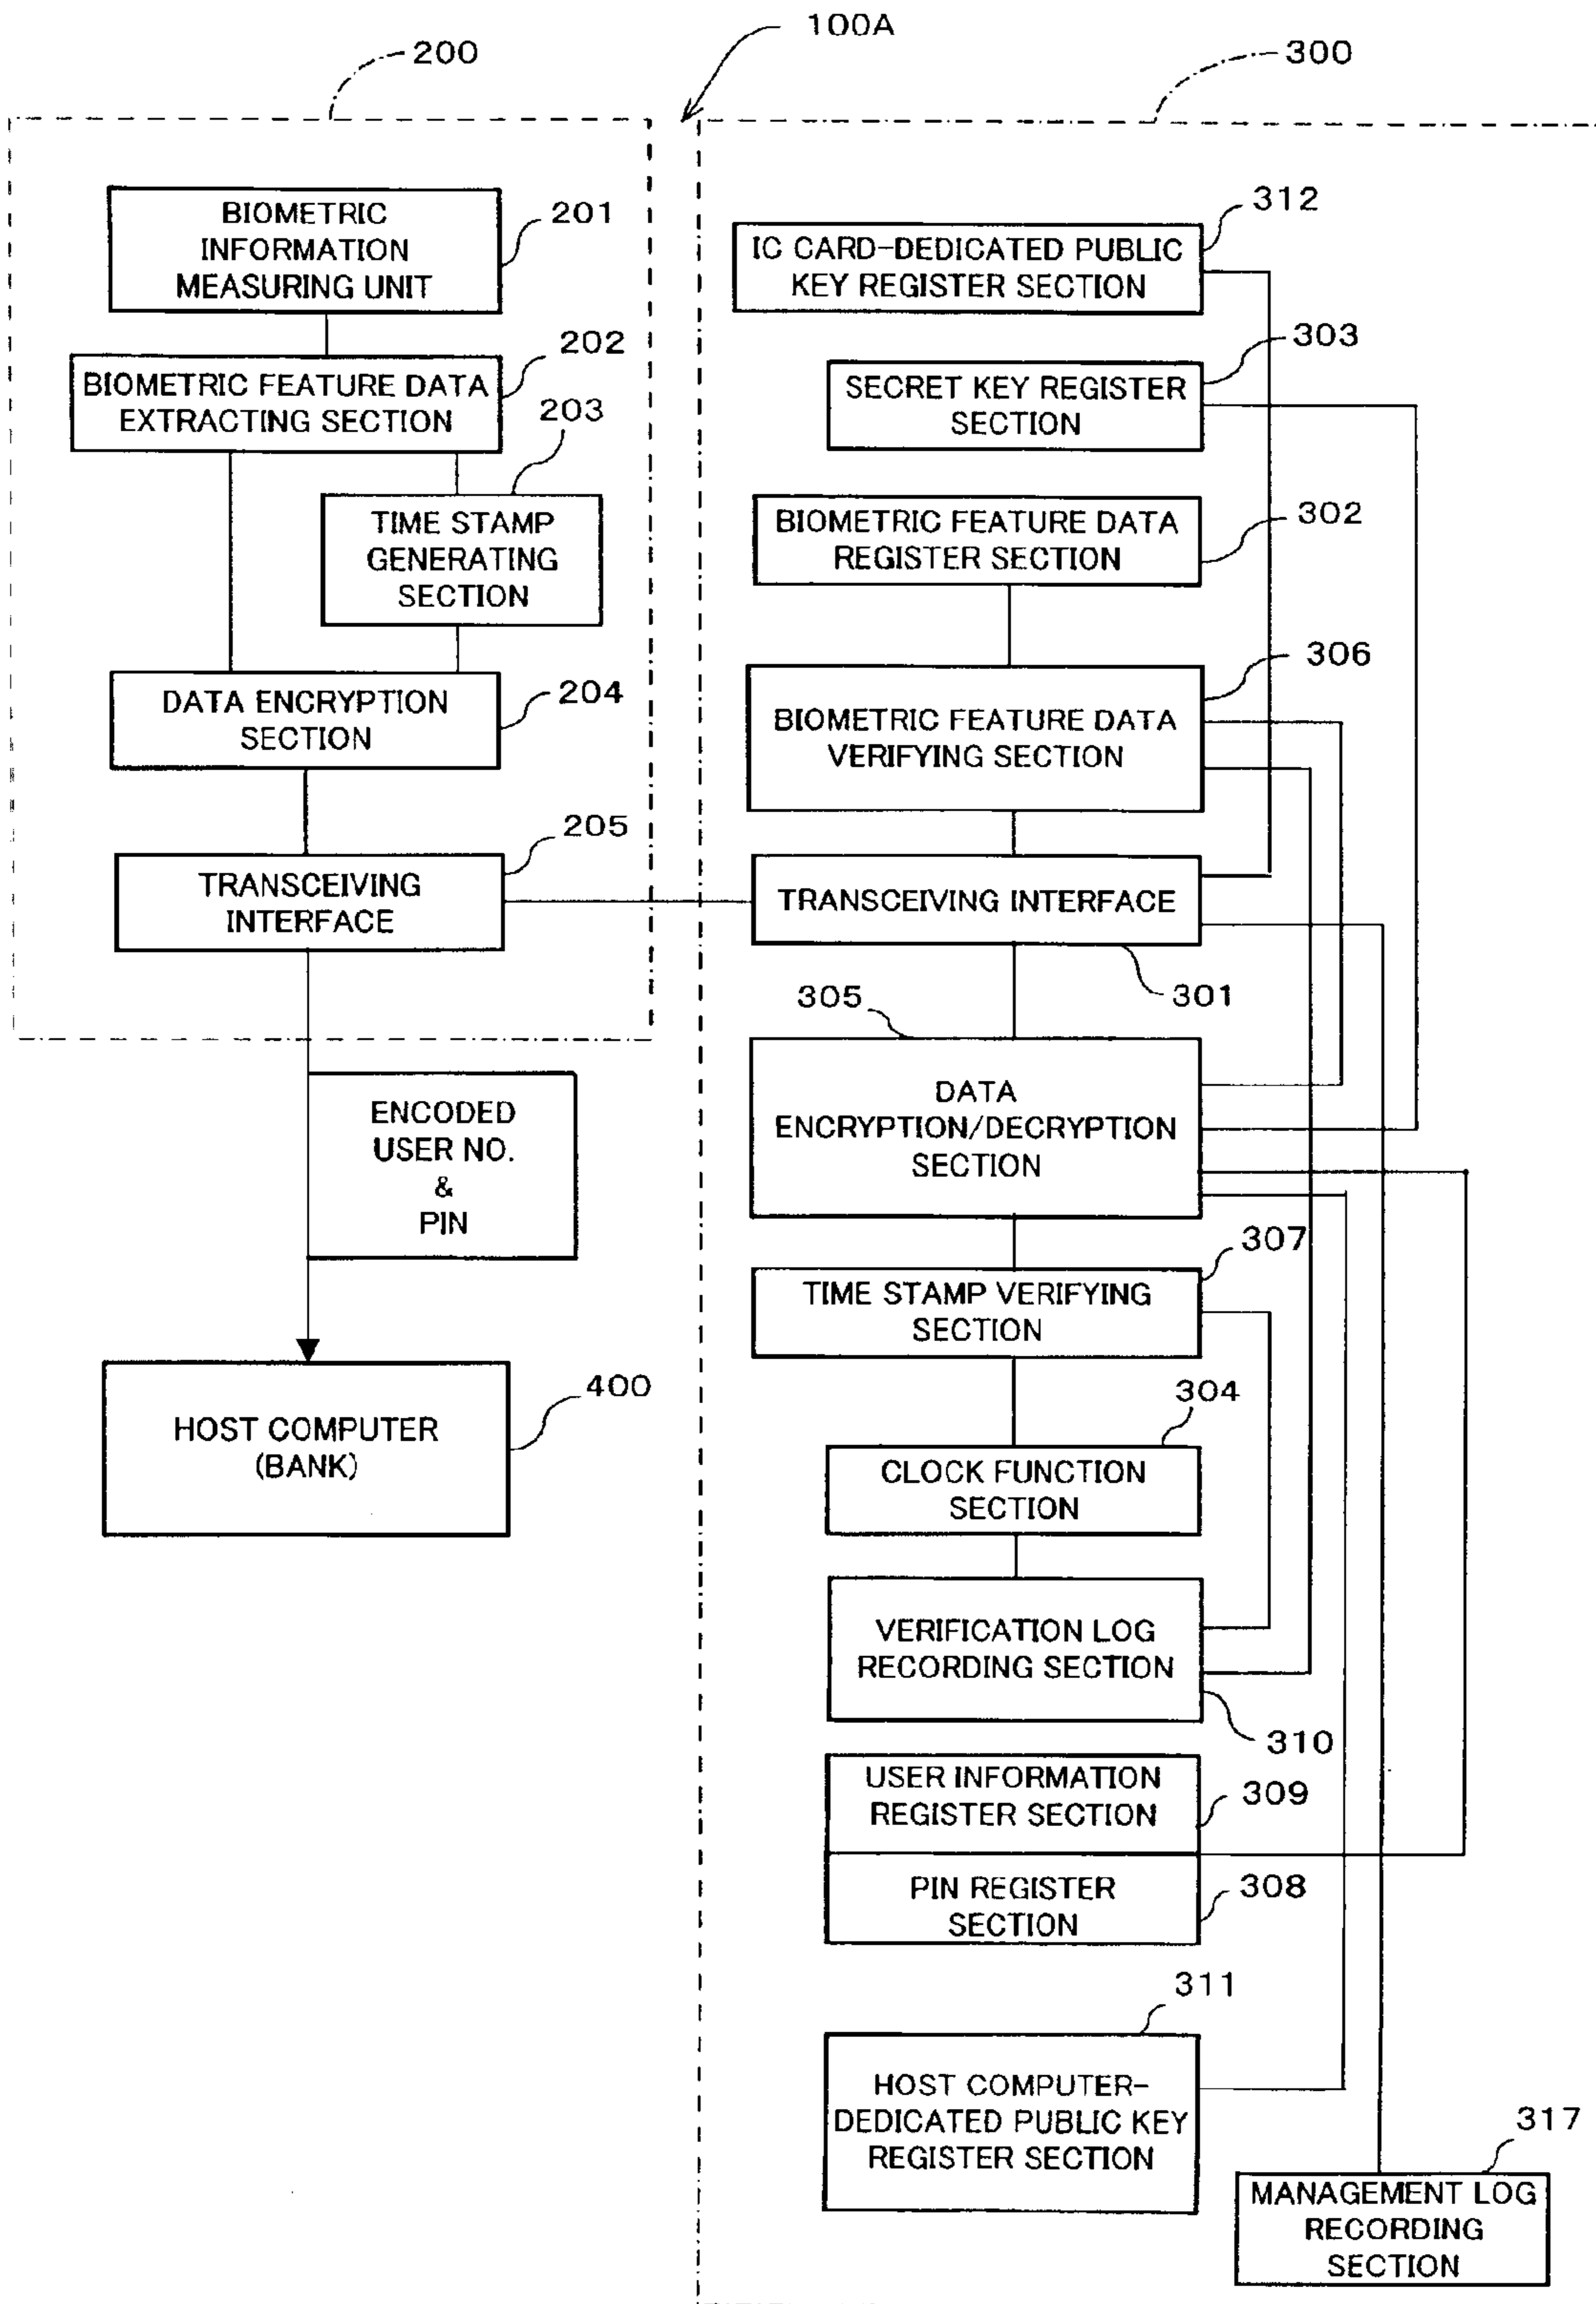 100A
200
300
BIOMETRIC
INFORMATION
MEASURING UNIT
201
BIOMETRIC FEATURE DATA
EXTRACTING SECTION
202
203
TIME STAMP
GENERATING
SECTION
DATA ENCRYPTION
SECTION
204
205
TRANSCEIVING
INTERFACE
ENCODED
USER NO.
&
PIN
HOST COMPUTER
(BANK)
400
312
IC CARD-DEDICATED PUBLIC
KEY REGISTER SECTION
303
SECRET KEY REGISTER
SECTION
BIOMETRIC FEATURE DATA
REGISTER SECTION
302
306
BIOMETRIC FEATURE DATA
VERIFYING SECTION
TRANSCEIVING INTERFACE
301
305
DATA
ENCRYPTION/DECRYPTION
SECTION
307
TIME STAMP VERIFYING
SECTION
304
CLOCK FUNCTION
SECTION
VERIFICATION LOG
RECORDING SECTION
310
USER INFORMATION
REGISTER SECTION
309
PIN REGISTER
SECTION
308
311
HOST COMPUTER-
DEDICATED PUBLIC KEY
REGISTER SECTION
317
MANAGEMENT LOG
RECORDING
SECTION